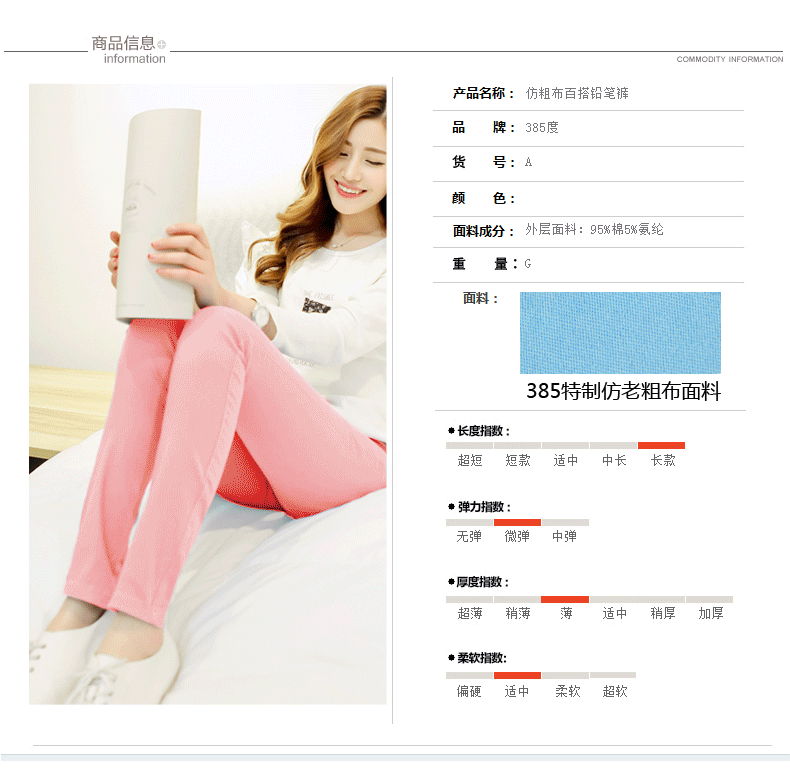 商品信息
information
COMMODITY INFORMATION
产品名称： 仿粗布百搭铅笔裤
品 牌： 385度
货 号： A
颜 色：
面料成分： 外层面料：95%棉5%氨纶
重 量： G
面料：
385特制仿老粗布面料
长度指数：
超短 短款 适中 中长 长款
弹力指数：
无弹 微弹 中弹
厚度指数：
超薄 稍薄 薄 适中 稍厚 加厚
柔软指数:
偏硬 适中 柔软 超软